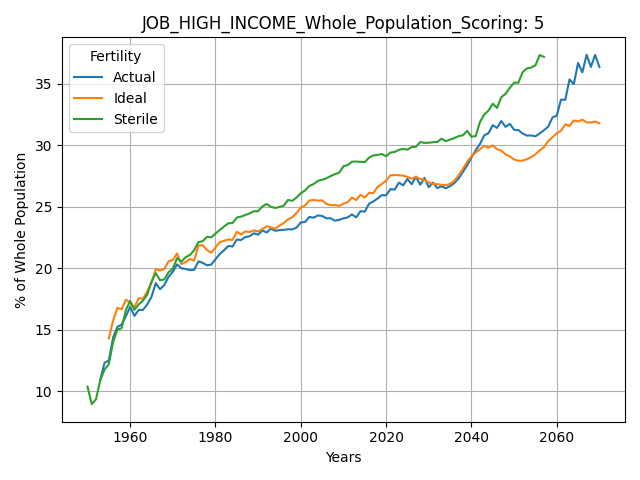 JOB_HIGH_INCOME_Whole_Population_Scoring: 5
Fertility
Actual
Ideal
Sterile
% of Whole Population
35
30
25
20
15
10
1960 1980 2000 2020 2040 2060
Years